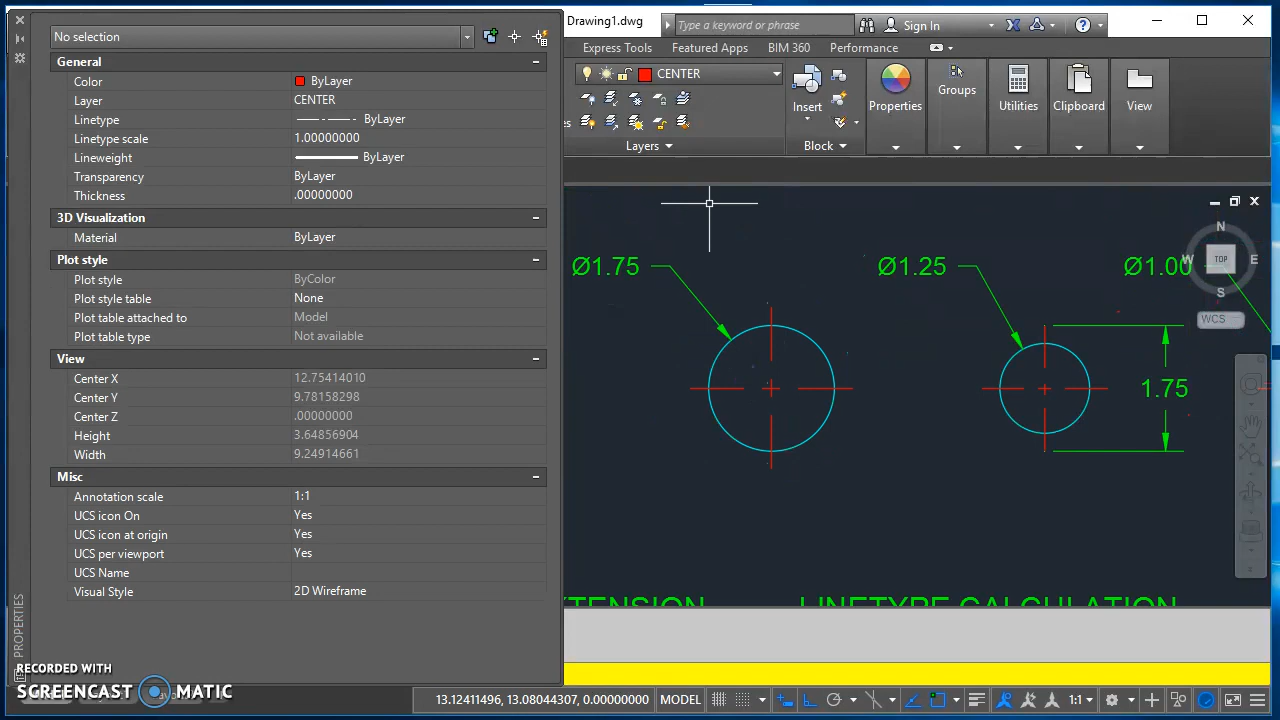 Drawing1.dwg
Type a keyword or phrase
Sign In
No selection
Express Tools
Featured Apps
BIM 360
Performance
General
Color ByLayer
Layer CENTER
Linetype ByLayer
Linetype scale 1.00000000
Lineweight ByLayer
Transparency ByLayer
Thickness .00000000
3D Visualization
Material ByLayer
Plot style
Plot style ByColor
Plot style table None
Plot table attached to Model
Plot table type Not available
View
Center X 12.75414010
Center Y 9.78158298
Center Z .00000000
Height 3.64856904
Width 9.24914661
Misc
Annotation scale 1:1
UCS icon On Yes
UCS icon at origin Yes
UCS per viewport Yes
UCS Name
Visual Style 2D Wireframe
PROPERTIES
CENTER
Insert
Properties
Groups
Utilities
Clipboard
View
Layers
Block
N
W TOP E
S
WCS
Ø1.75
Ø1.25
Ø1.00
1.75
LINETYPE CALCULATION
RECORDED WITH
SCREENCAST MATIC
13.12411496, 13.08044307, 0.00000000
MODEL
1:1